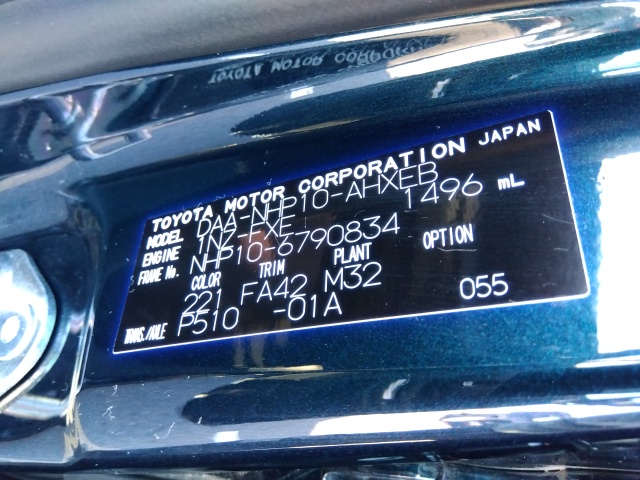 TOYOTA MOTOR CORPORATION JAPAN
MODEL DAA-NHP10-AHXEB
ENGINE 1NZ-FXE 1496 mL
FRAME No. NHP10-6790834
COLOR TRIM PLANT OPTION
221 FA42 M32
TRANS./AXLE P510 -01A 055